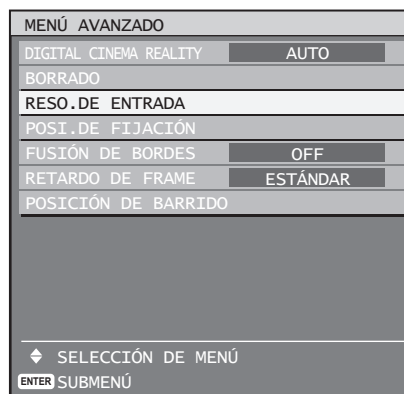 MENÚ AVANZADO
DIGITAL CINEMA REALITY AUTO
BORRADO
RESO.DE ENTRADA
POSI.DE FIJACIÓN
FUSIÓN DE BORDES OFF
RETARDO DE FRAME ESTÁNDAR
POSICIÓN DE BARRIDO
SELECCIÓN DE MENÚ
ENTER SUBMENÚ